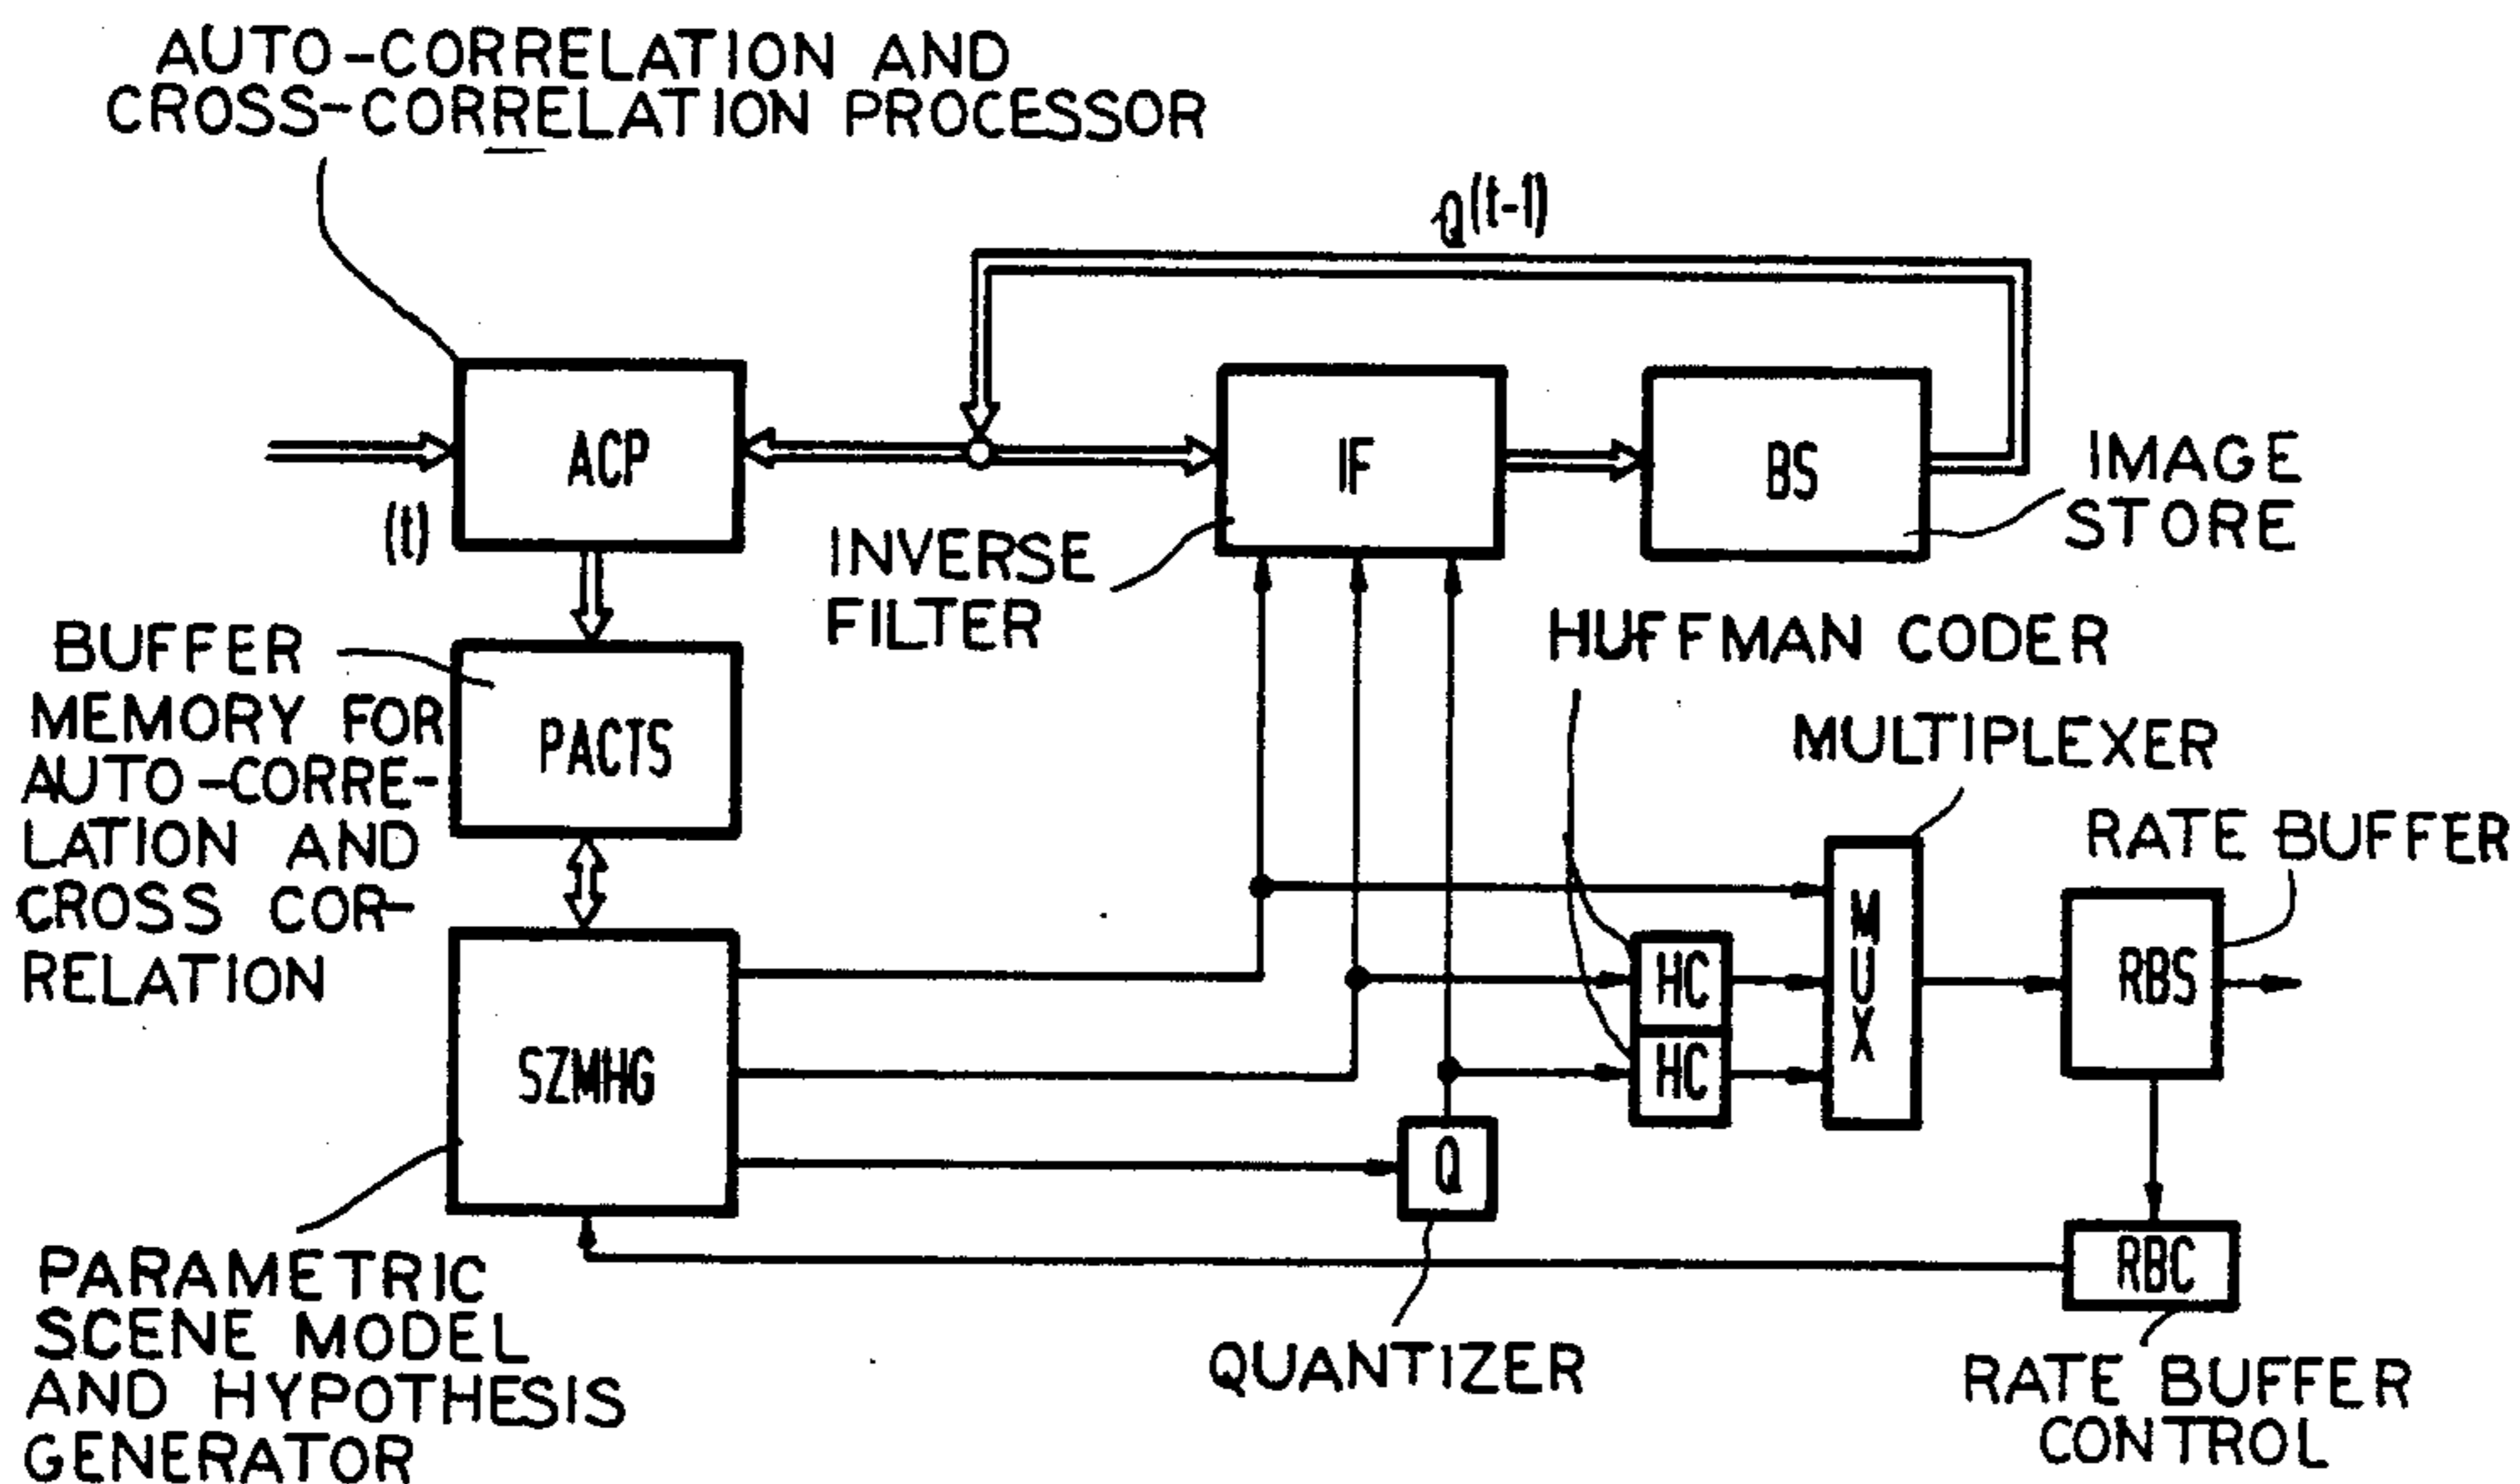 AUTO-CORRELATION AND
CROSS-CORRELATION PROCESSOR
Q(t-1)
ACP
IF
BS
IMAGE
STORE
(t)
INVERSE
FILTER
BUFFER
MEMORY FOR
AUTO-CORRE-
LATION AND
CROSS COR-
RELATION
PACTS
HUFFMAN CODER
MULTIPLEXER
RATE BUFFER
SZMHG
HC
HC
MUX
RBS
Q
RBC
PARAMETRIC
SCENE MODEL
AND HYPOTHESIS
GENERATOR
QUANTIZER
RATE BUFFER
CONTROL